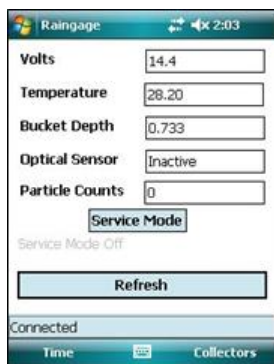 Raingage 2:03
Volts 14.4
Temperature 28.20
Bucket Depth 0.733
Optical Sensor Inactive
Particle Counts 0
Service Mode
Service Mode Off
Refresh
Connected
Time Collectors